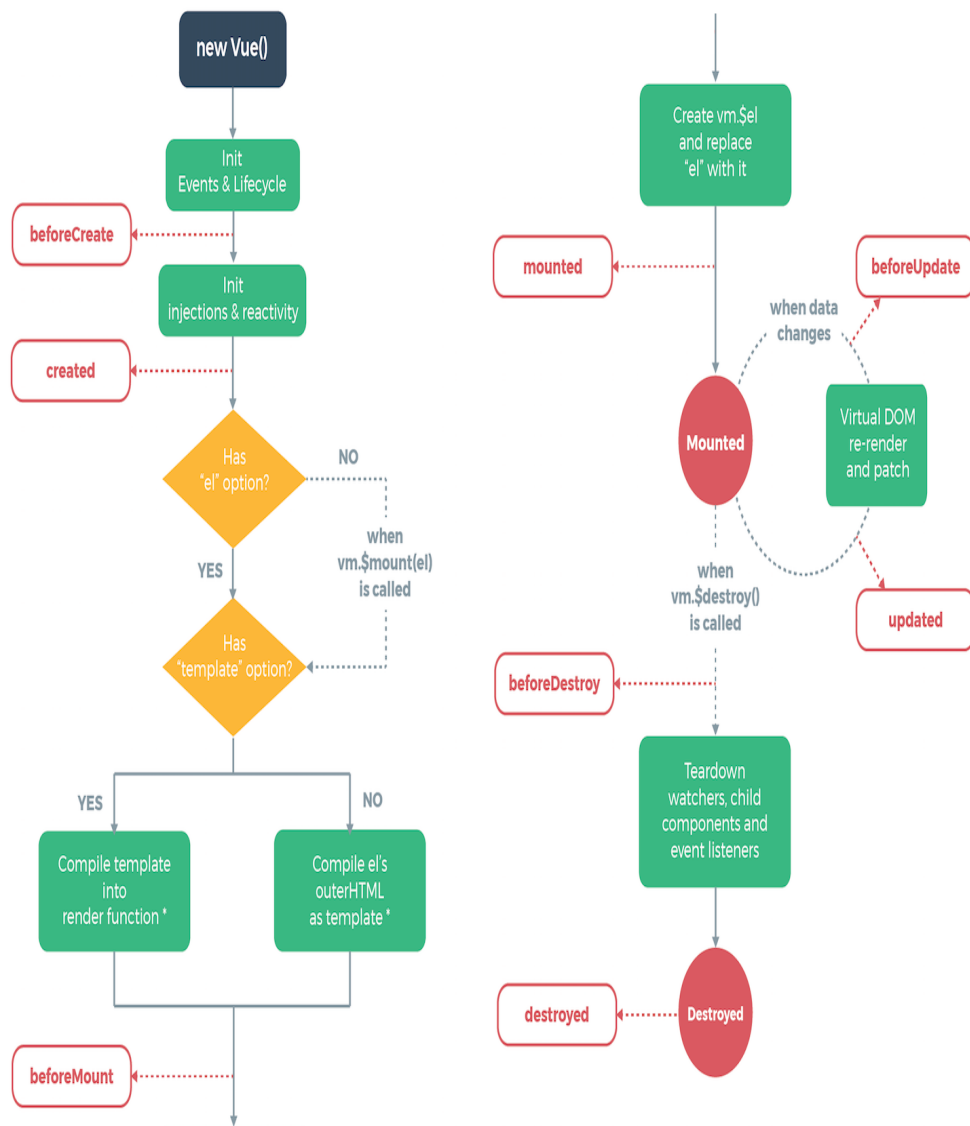 new Vue()
Init
Events & Lifecycle
beforeCreate
Init
injections & reactivity
created
Has
“el” option?
NO
when
vm.$mount(el)
is called
YES
Has
“template” option?
YES
NO
Compile template
into
render function *
Compile el’s
outerHTML
as template *
beforeMount
Create vm.$el
and replace
“el” with it
mounted
beforeUpdate
when data
changes
Mounted
Virtual DOM
re-render
and patch
when
vm.$destroy()
is called
updated
beforeDestroy
Teardown
watchers, child
components and
event listeners
destroyed
Destroyed